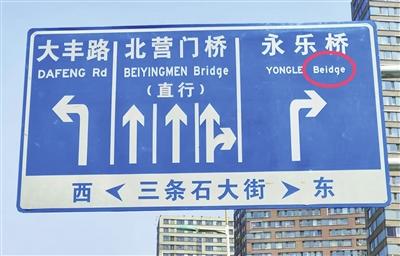 大丰路 北营门桥 永乐桥
DAFENG Rd BEIYINGMEN Bridge YONGLE Beidge
(直行)
西 三条石大街 东